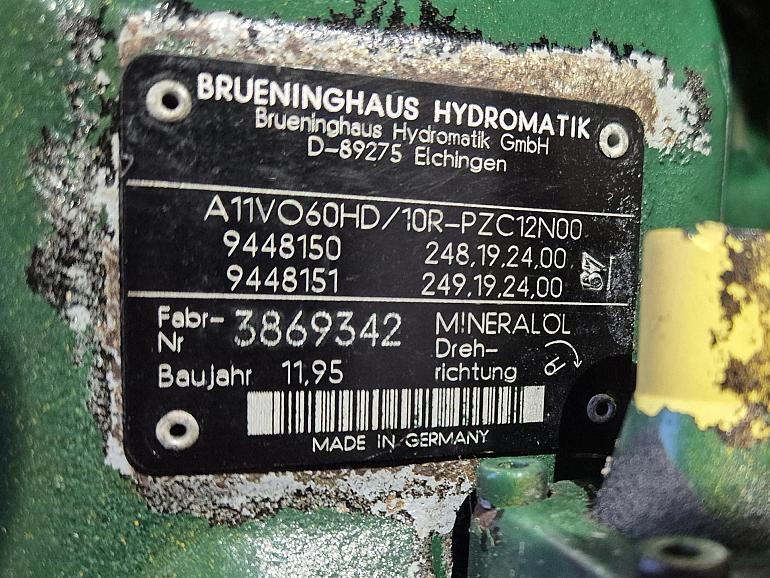 BRUENINGHAUS HYDROMATIK
Brueninghaus Hydromatik GmbH
D-89275 Elchingen
A11VO60HD/10R-PZC12N00
9448150 248,19,24,00
9448151 249,19,24,00 67
Fabr-Nr 3869342 MINERALÖL
Baujahr 11,95 Dreh-richtung
MADE IN GERMANY